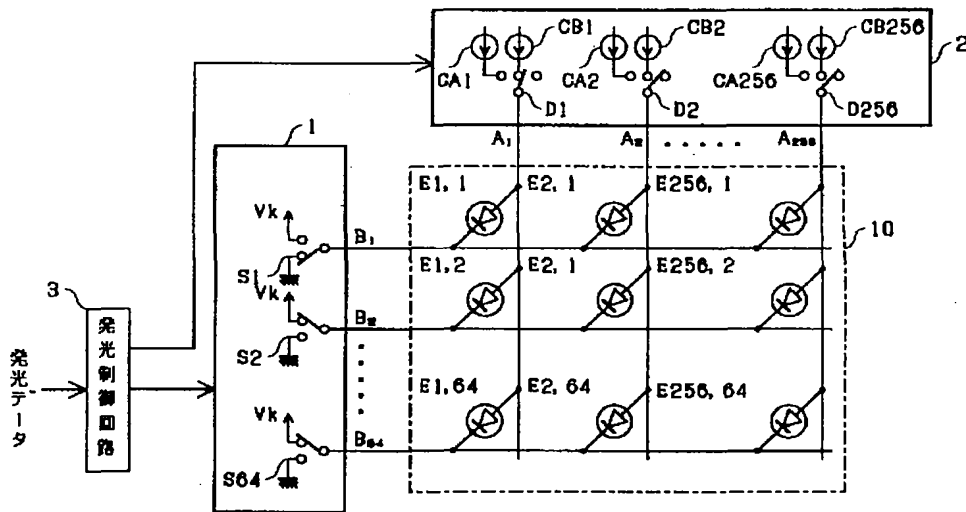 CB1 CB2 CB256
2
CA1 CA2 CA256
D1 D2 D256
1
A1 A2 ..... A256
E1,1 E2,1 E256,1
Vk
B1
10
S1
E1,2 E2,1 E256,2
3
Vk
B2
S2
発光制御回路
発光データ
E1,64 E2,64 E256,64
Vk
B64
S64